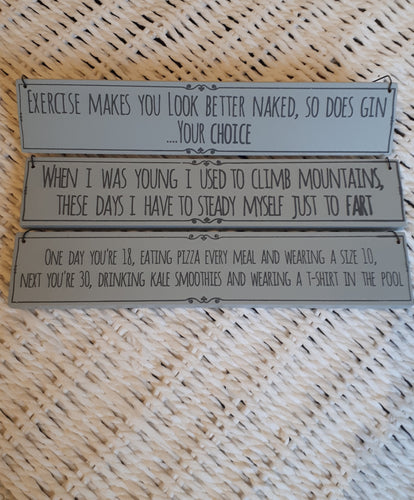 EXERCISE MAKES YOU LOOK BETTER NAKED, SO DOES GIN
....YOUR CHOICE
WHEN I WAS YOUNG I USED TO CLIMB MOUNTAINS,
THESE DAYS I HAVE TO STEADY MYSELF JUST TO FART
ONE DAY YOU'RE 18, EATING PIZZA EVERY MEAL AND WEARING A SIZE 10,
NEXT YOU'RE 30, DRINKING KALE SMOOTHIES AND WEARING A T-SHIRT IN THE POOL